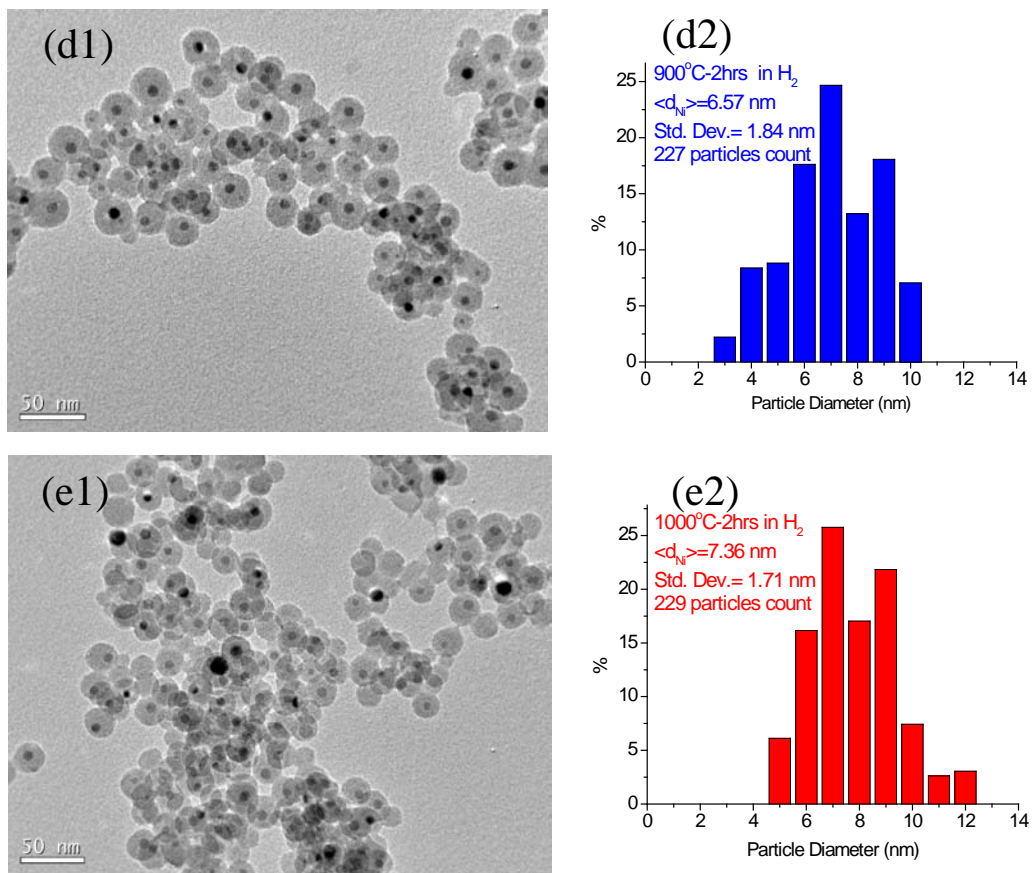 (d1)
50 nm
(d2)
900°C-2hrs in H₂
<d_Ni>=6.57 nm
Std. Dev.= 1.84 nm
227 particles count
25
20
15
10
5
0
%
0 2 4 6 8 10 12 14
Particle Diameter (nm)
(e1)
50 nm
(e2)
1000°C-2hrs in H₂
<d_Ni>=7.36 nm
Std. Dev.= 1.71 nm
229 particles count
25
20
15
10
5
0
%
0 2 4 6 8 10 12 14
Particle Diameter (nm)